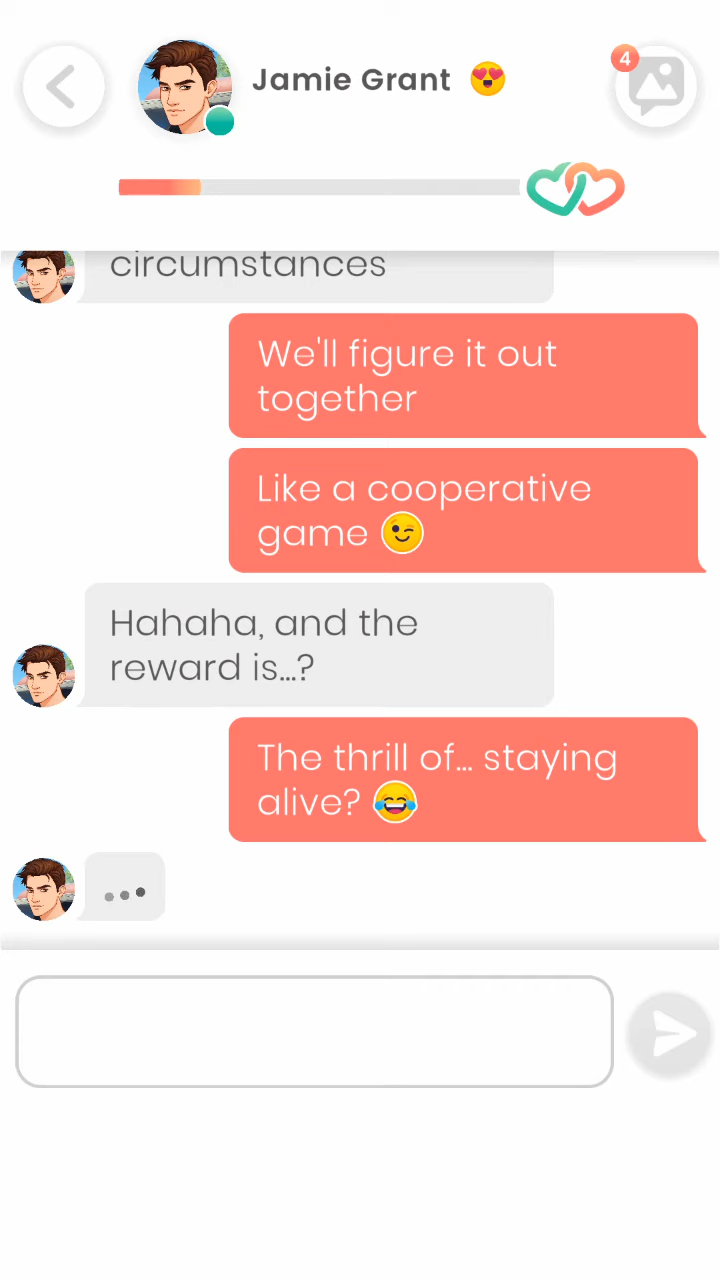 Jamie Grant 😍
4
circumstances
We'll figure it out
together
Like a cooperative
game 😉
Hahaha, and the
reward is...?
The thrill of... staying
alive? 😂